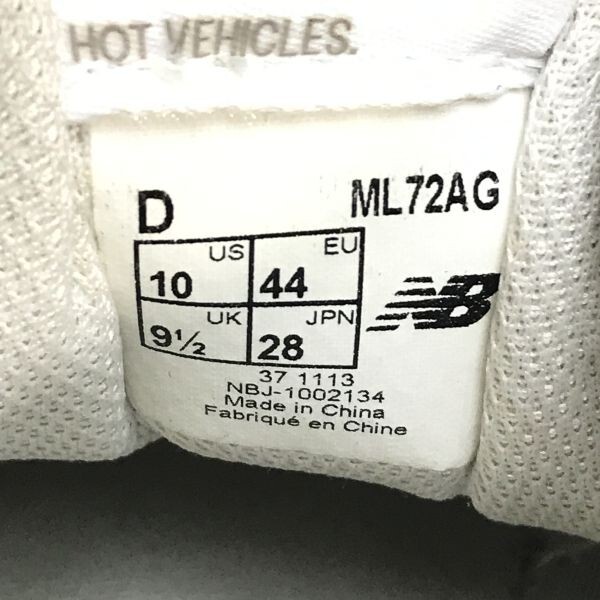 HOT VEHICLES.
D ML72AG
US 10 EU 44
UK 9½ JPN 28
NB
37 1113
NBJ-1002134
Made in China
Fabriqué en Chine